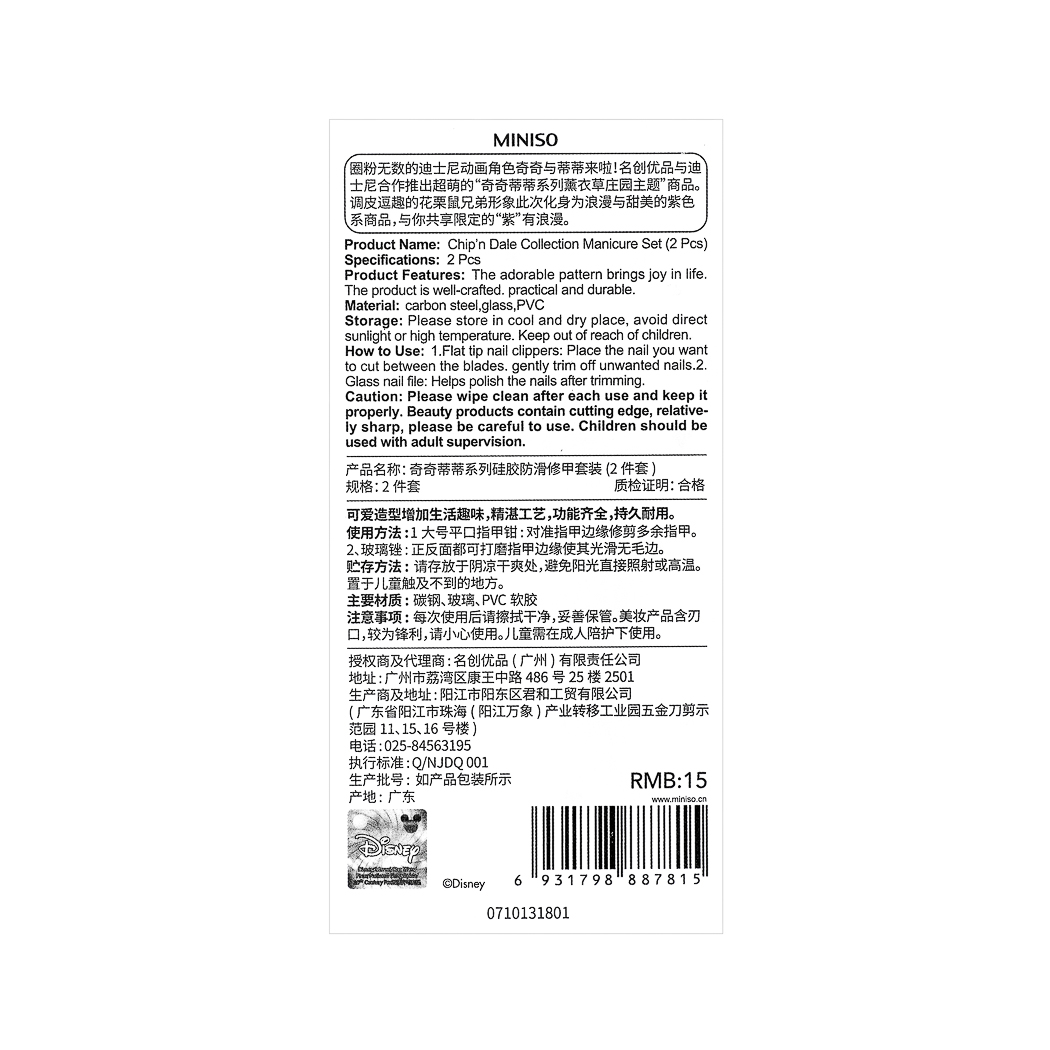 MINISO
圈粉无数的迪士尼动画角色奇奇与蒂蒂来啦!名创优品与迪
士尼合作推出超萌的“奇奇蒂蒂系列薰衣草庄园主题”商品。
调皮逗趣的花栗鼠兄弟形象此次化身为浪漫与甜美的紫色
系商品,与你共享限定的“紫”有浪漫。
Product Name: Chip'n Dale Collection Manicure Set (2 Pcs)
Specifications: 2 Pcs
Product Features: The adorable pattern brings joy in life.
The product is well-crafted. practical and durable.
Material: carbon steel,glass,PVC
Storage: Please store in cool and dry place, avoid direct
sunlight or high temperature. Keep out of reach of children.
How to Use: 1.Flat tip nail clippers: Place the nail you want
to cut between the blades. gently trim off unwanted nails.2.
Glass nail file: Helps polish the nails after trimming.
Caution: Please wipe clean after each use and keep it
properly. Beauty products contain cutting edge, relative-
ly sharp, please be careful to use. Children should be
used with adult supervision.
产品名称: 奇奇蒂蒂系列硅胶防滑修甲套装 (2 件套 )
规格: 2 件套 质检证明: 合格
可爱造型增加生活趣味,精湛工艺,功能齐全,持久耐用。
使用方法: 1 大号平口指甲钳: 对准指甲边缘修剪多余指甲。
2、玻璃锉: 正反面都可打磨指甲边缘使其光滑无毛边。
贮存方法: 请存放于阴凉干爽处,避免阳光直接照射或高温。
置于儿童触及不到的地方。
主要材质: 碳钢、玻璃、PVC 软胶
注意事项: 每次使用后请擦拭干净,妥善保管。美妆产品含刃
口,较为锋利,请小心使用。儿童需在成人陪护下使用。
授权商及代理商: 名创优品 ( 广州 ) 有限责任公司
地址: 广州市荔湾区康王中路 486 号 25 楼 2501
生产商及地址: 阳江市阳东区君和工贸有限公司
( 广东省阳江市珠海 ( 阳江万象 ) 产业转移工业园五金刀剪示
范园 11、15、16 号楼 )
电话: 025-84563195
执行标准: Q/NJDQ 001
生产批号: 如产品包装所示
产地: 广东
RMB:15
www.miniso.cn
Disney
©Disney
6 931798 887815
0710131801